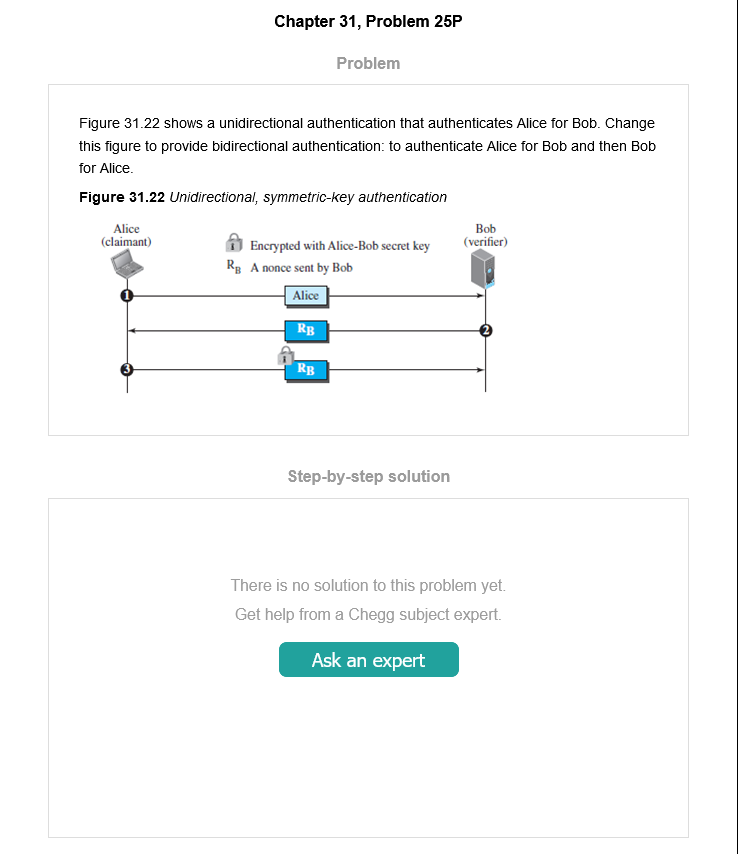 Chapter 31, Problem 25P
Problem
Figure 31.22 shows a unidirectional authentication that authenticates Alice for Bob. Change
this figure to provide bidirectional authentication: to authenticate Alice for Bob and then Bob
for Alice.
Figure 31.22 Unidirectional, symmetric-key authentication
Alice
(claimant)
Encrypted with Alice-Bob secret key
RB A nonce sent by Bob
Bob
(verifier)
1
Alice
RB
2
3
RB
Step-by-step solution
There is no solution to this problem yet.
Get help from a Chegg subject expert.
Ask an expert